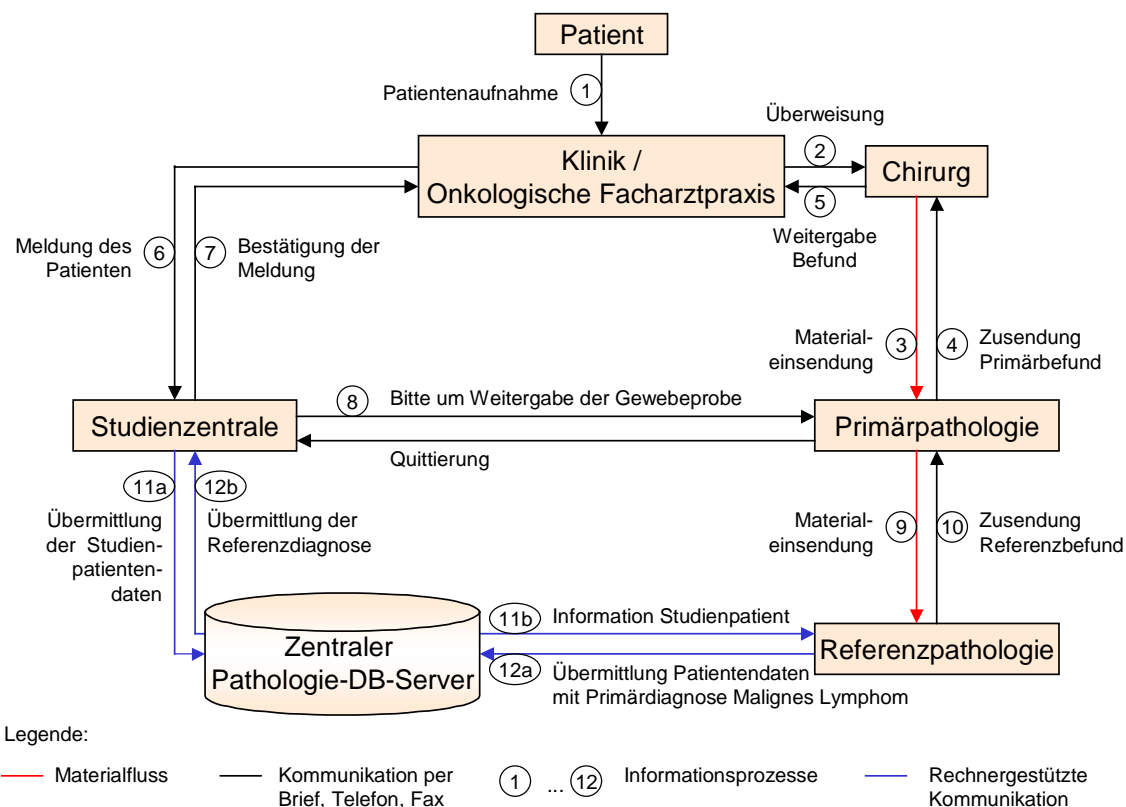 Patient
Patientenaufnahme
1
Überweisung
Klinik /
Onkologische Facharztpraxis
2
Chirurg
5
Weitergabe
Befund
Meldung des
Patienten
6
7
Bestätigung der
Meldung
Material-
einsendung
3
4
Zusendung
Primärbefund
8
Bitte um Weitergabe der Gewebeprobe
Studienzentrale
Primärpathologie
Quittierung
11a
12b
Übermittlung
der Studien-
patienten-
daten
Übermittlung der
Referenzdiagnose
Material-
einsendung
9
10
Zusendung
Referenzbefund
Zentraler
Pathologie-DB-Server
11b
Information Studienpatient
Referenzpathologie
12a
Übermittlung Patientendaten
mit Primärdiagnose Malignes Lymphom
Legende:
Materialfluss
Kommunikation per
Brief, Telefon, Fax
1 ... 12
Informationsprozesse
Rechnergestützte
Kommunikation